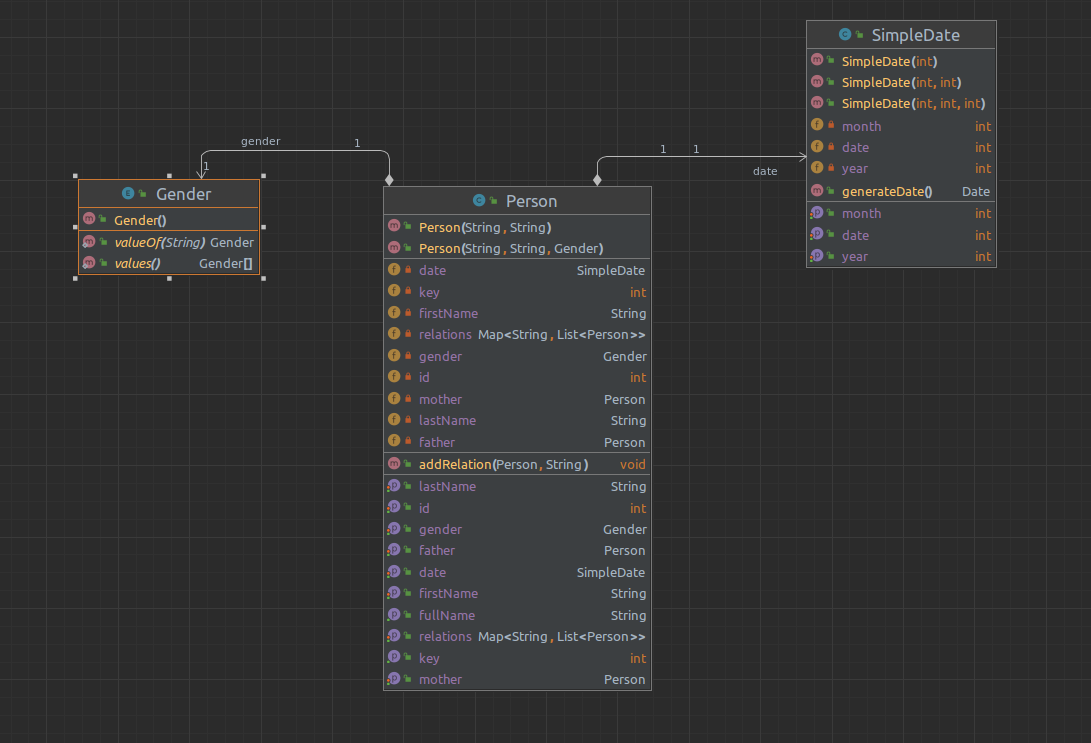 gender
1
1
Gender
Gender()
valueOf(String) Gender
values() Gender[]
Person
Person(String, String)
Person(String, String, Gender)
date SimpleDate
key int
firstName String
relations Map<String, List<Person>>
gender Gender
id int
mother Person
lastName String
father Person
addRelation(Person, String) void
lastName String
id int
gender Gender
father Person
date SimpleDate
firstName String
fullName String
relations Map<String, List<Person>>
key int
mother Person
1
1
date
SimpleDate
SimpleDate(int)
SimpleDate(int, int)
SimpleDate(int, int, int)
month int
date int
year int
generateDate() Date
month int
date int
year int